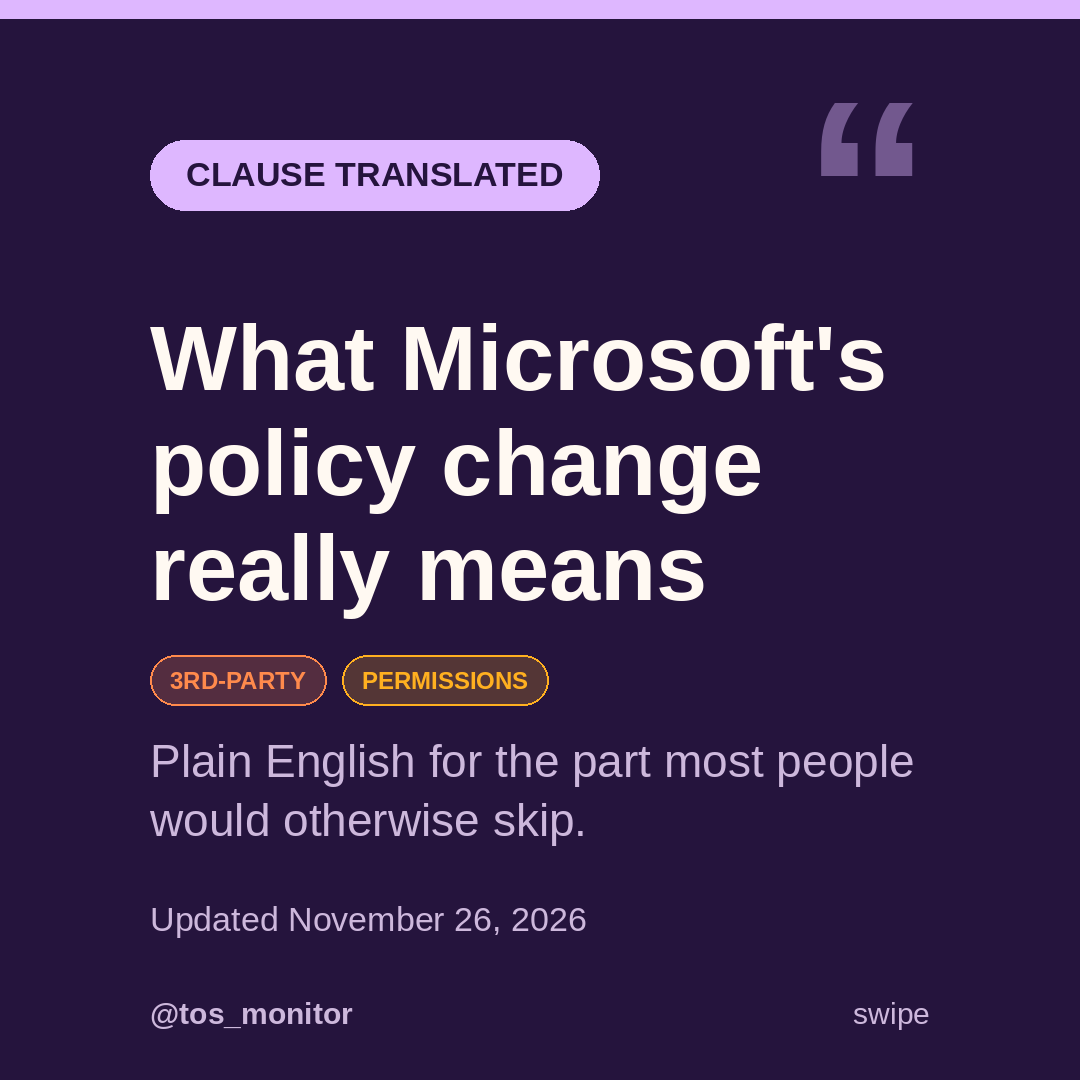 “
CLAUSE TRANSLATED
What Microsoft's
policy change
really means
3RD-PARTY PERMISSIONS
Plain English for the part most people
would otherwise skip.
Updated November 26, 2026
@tos_monitor swipe